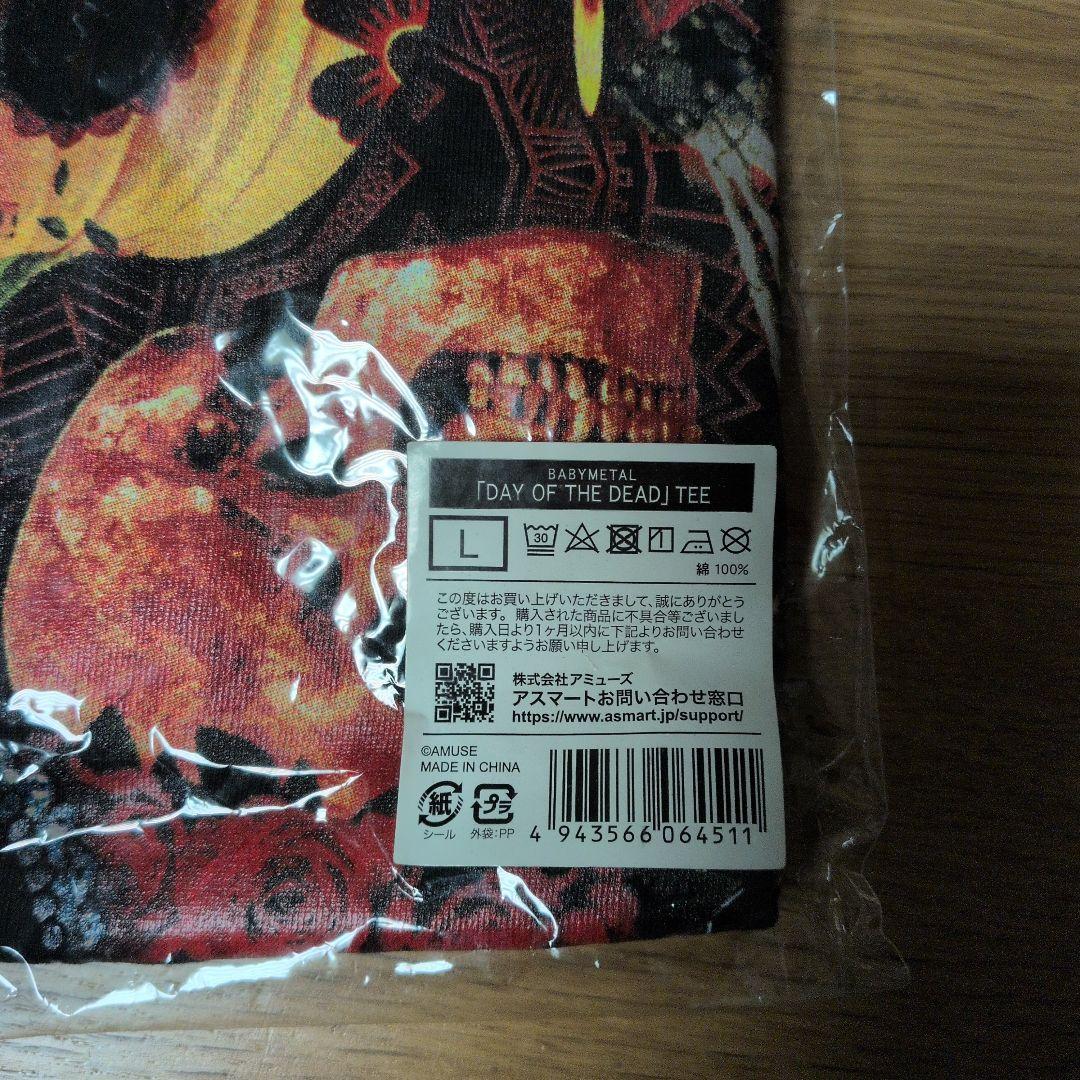 BABYMETAL
「DAY OF THE DEAD」TEE
L
30
綿 100%
この度はお買い上げいただきまして、誠にありがとう
ございます。購入された商品に不具合等ございまし
たら、購入日より1ヶ月以内に下記よりお問い合わせ
くださいますようお願い申し上げます。
株式会社アミューズ
アスマートお問い合わせ窓口
https://www.asmart.jp/support/
©AMUSE
MADE IN CHINA
紙
プラ
シール
外袋:PP
4 943566 064511